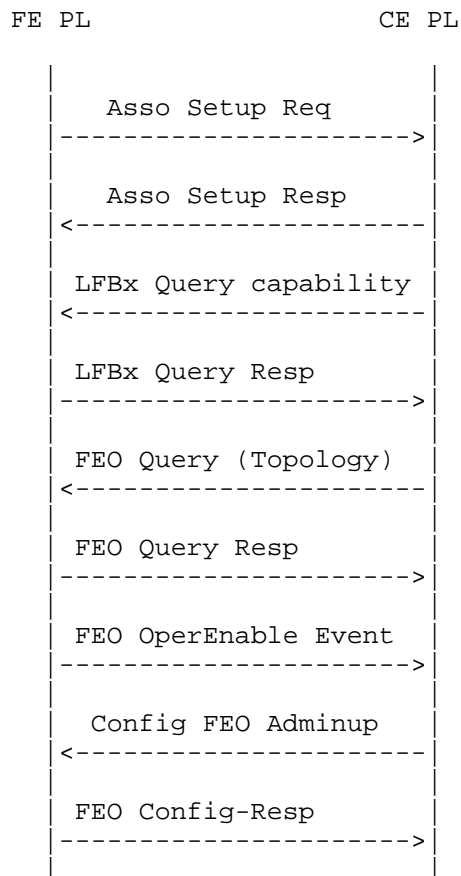 FE PL CE PL
Asso Setup Req
Asso Setup Resp
LFBx Query capability
LFBx Query Resp
FEO Query (Topology)
FEO Query Resp
FEO OperEnable Event
Config FEO Adminup
FEO Config-Resp